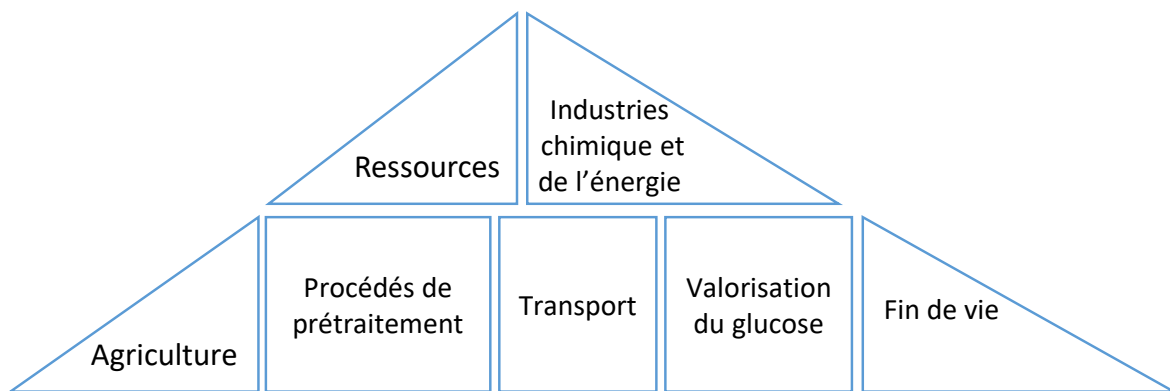 Ressources
Industries
chimique et
de l'énergie
Agriculture
Procédés de
prétraitement
Transport
Valorisation
du glucose
Fin de vie